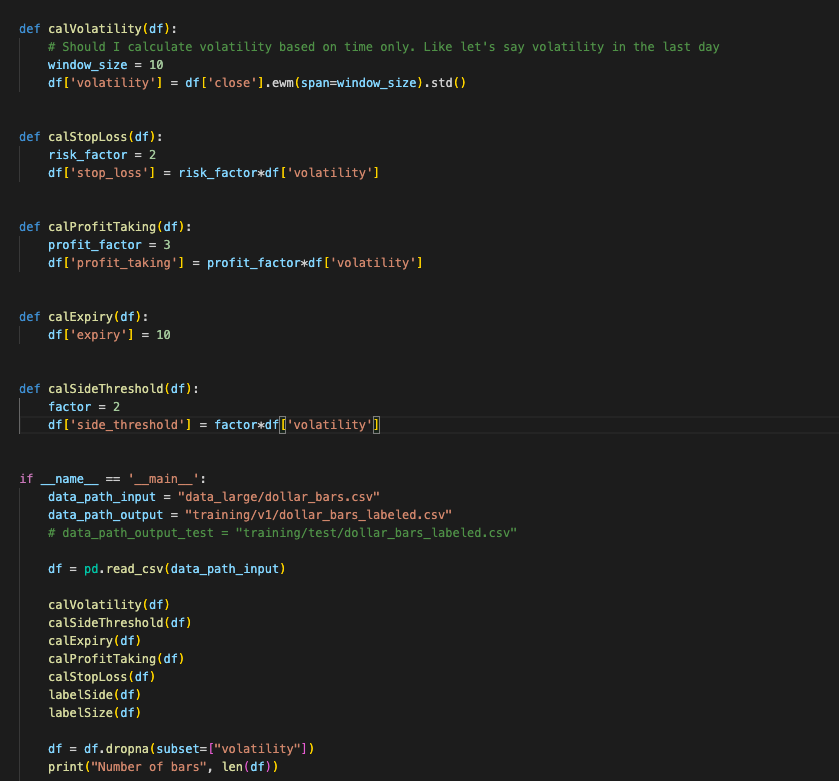 def calVolatility(df):
    # Should I calculate volatility based on time only. Like let's say volatility in the last day
    window_size = 10
    df['volatility'] = df['close'].ewm(span=window_size).std()
def calStopLoss(df):
    risk_factor = 2
    df['stop_loss'] = risk_factor*df['volatility']
def calProfitTaking(df):
    profit_factor = 3
    df['profit_taking'] = profit_factor*df['volatility']
def calExpiry(df):
    df['expiry'] = 10
def calSideThreshold(df):
    factor = 2
    df['side_threshold'] = factor*df['volatility']
if __name__ == '__main__':
    data_path_input = "data_large/dollar_bars.csv"
    data_path_output = "training/v1/dollar_bars_labeled.csv"
    # data_path_output_test = "training/test/dollar_bars_labeled.csv"
    df = pd.read_csv(data_path_input)
    calVolatility(df)
    calSideThreshold(df)
    calExpiry(df)
    calProfitTaking(df)
    calStopLoss(df)
    labelSide(df)
    labelSize(df)
    df = df.dropna(subset=["volatility"])
    print("Number of bars", len(df))